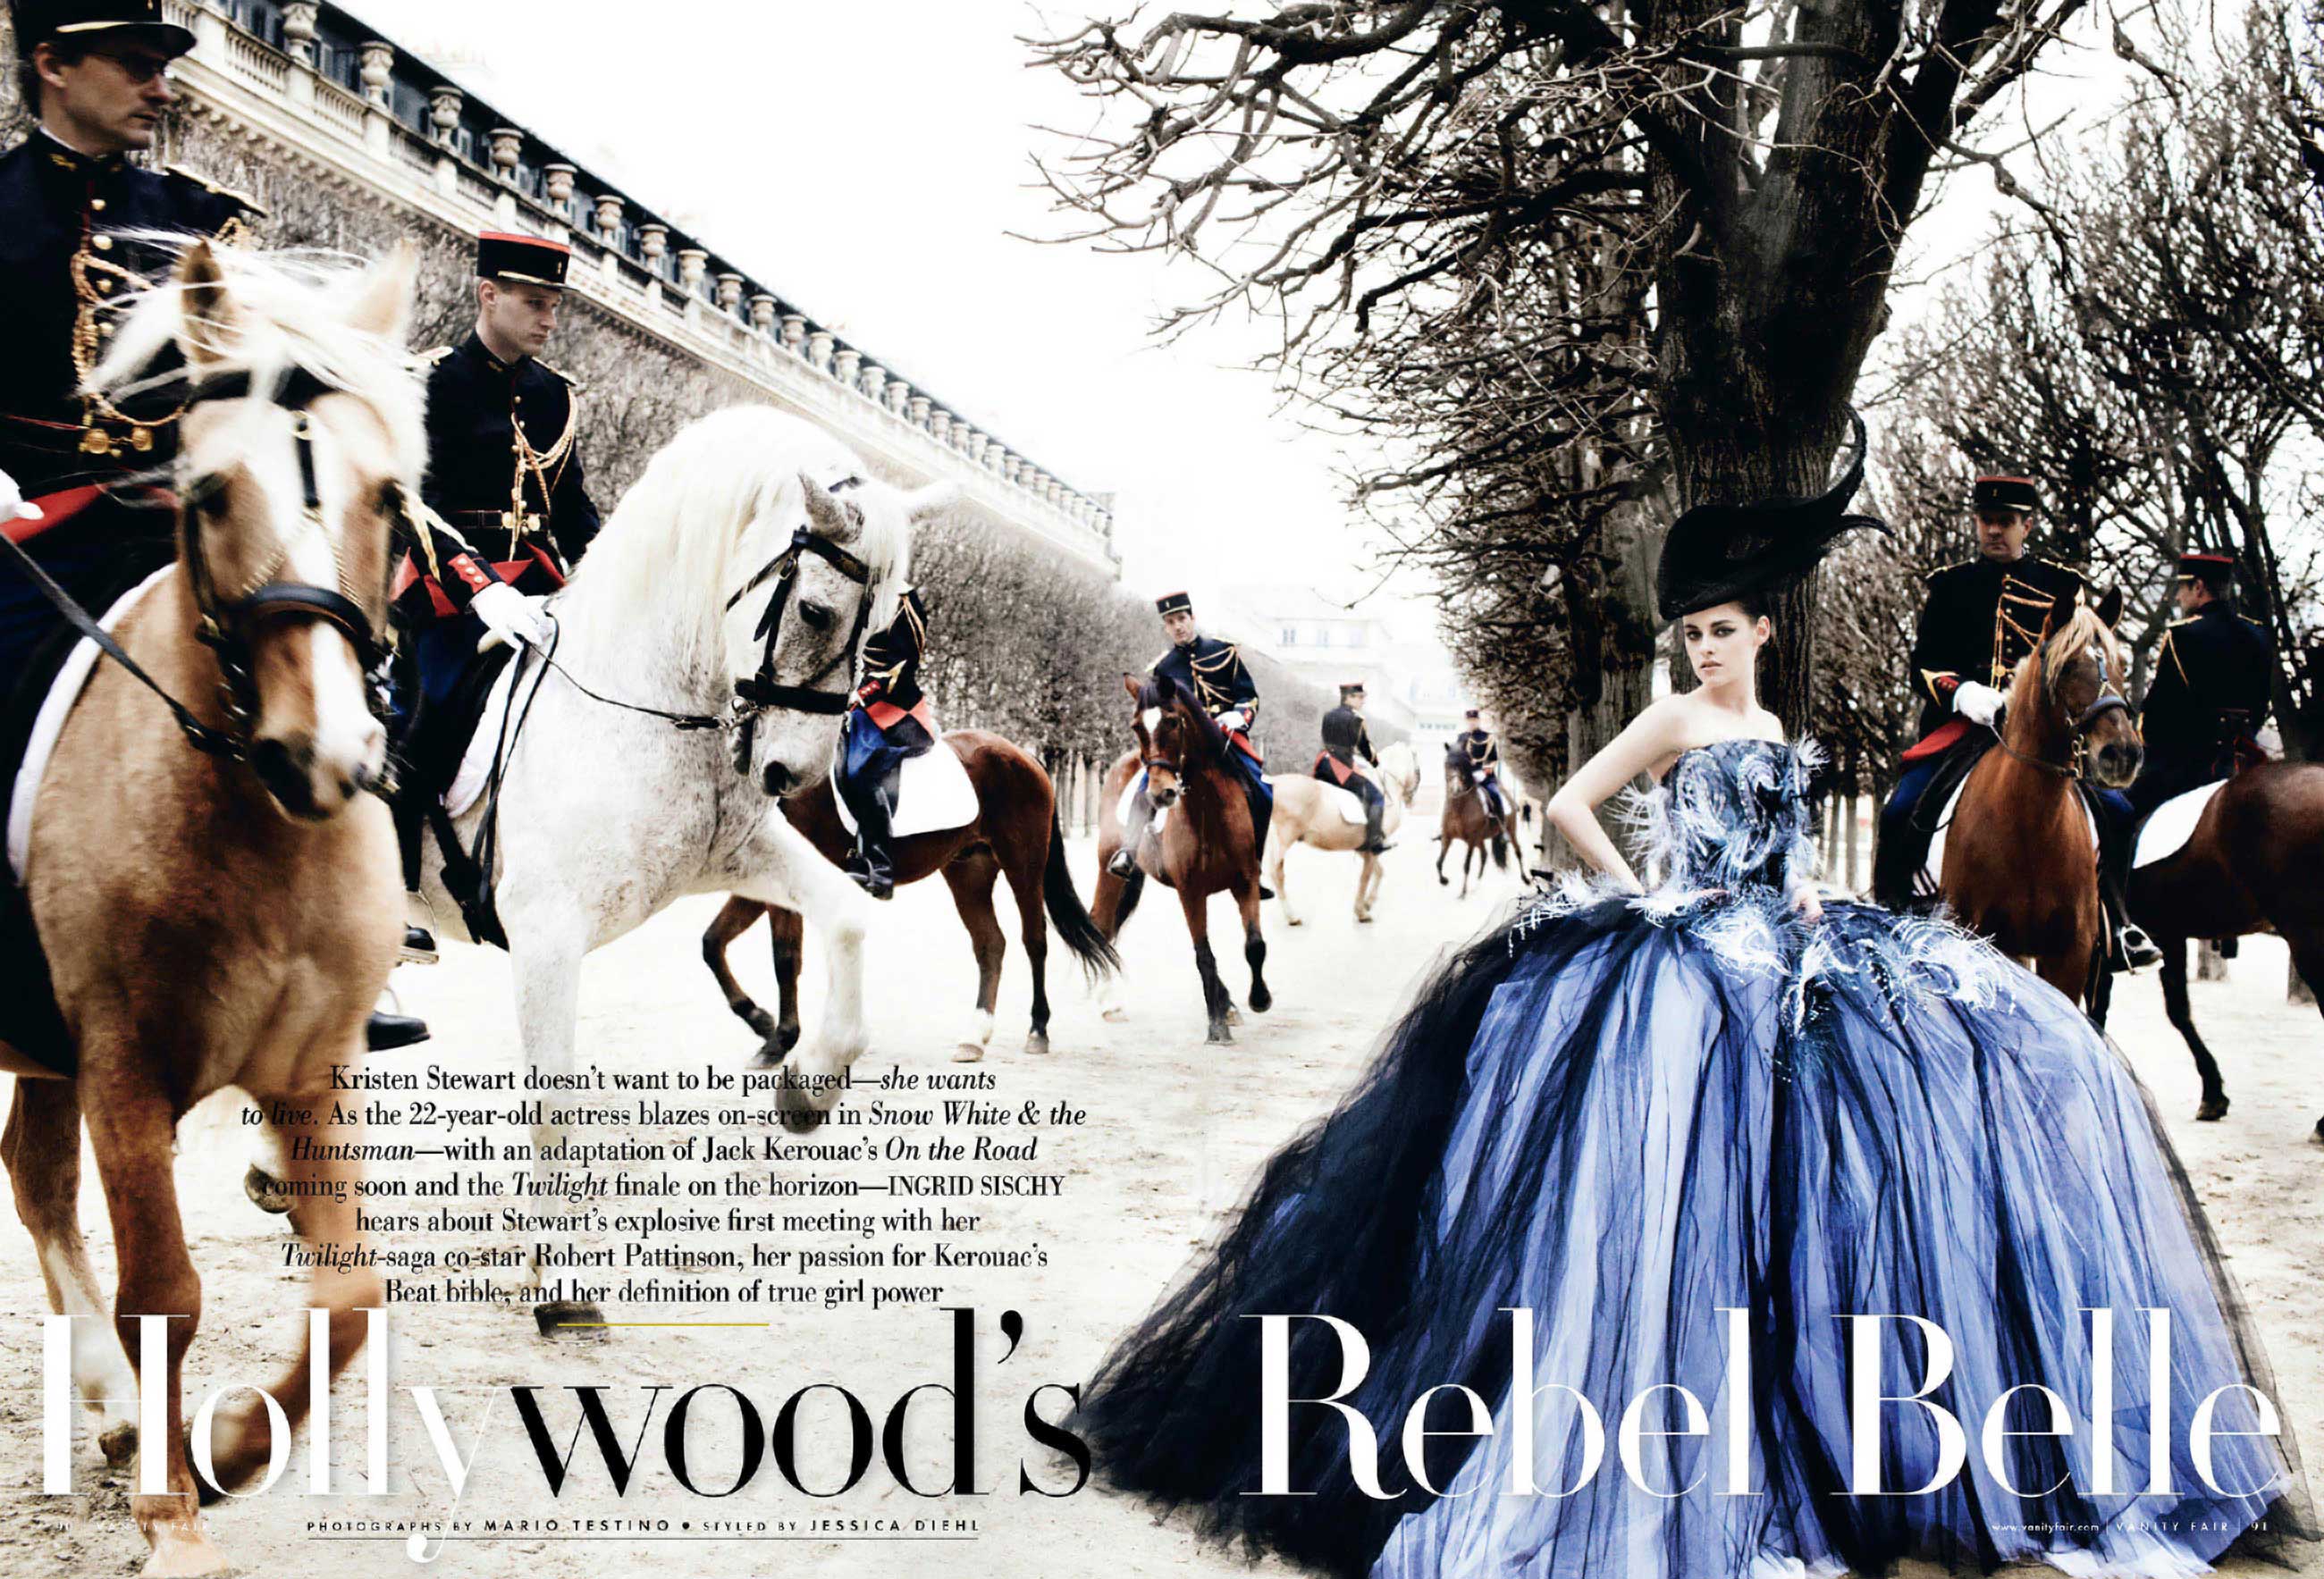 Kristen Stewart doesn't want to be packaged—she wants
to live. As the 22-year-old actress blazes on-screen in Snow White & the
Huntsman—with an adaptation of Jack Kerouac's On the Road
coming soon and the Twilight finale on the horizon—INGRID SISCHY
hears about Stewart's explosive first meeting with her
Twilight-saga co-star Robert Pattinson, her passion for Kerouac's
Beat bible, and her definition of true girl power
Hollywood's Rebel Belle
VANITY FAIR
PHOTOGRAPHS BY MARIO TESTINO • STYLED BY JESSICA DIEHL
www.vanityfair.com | VANITY FAIR | 91